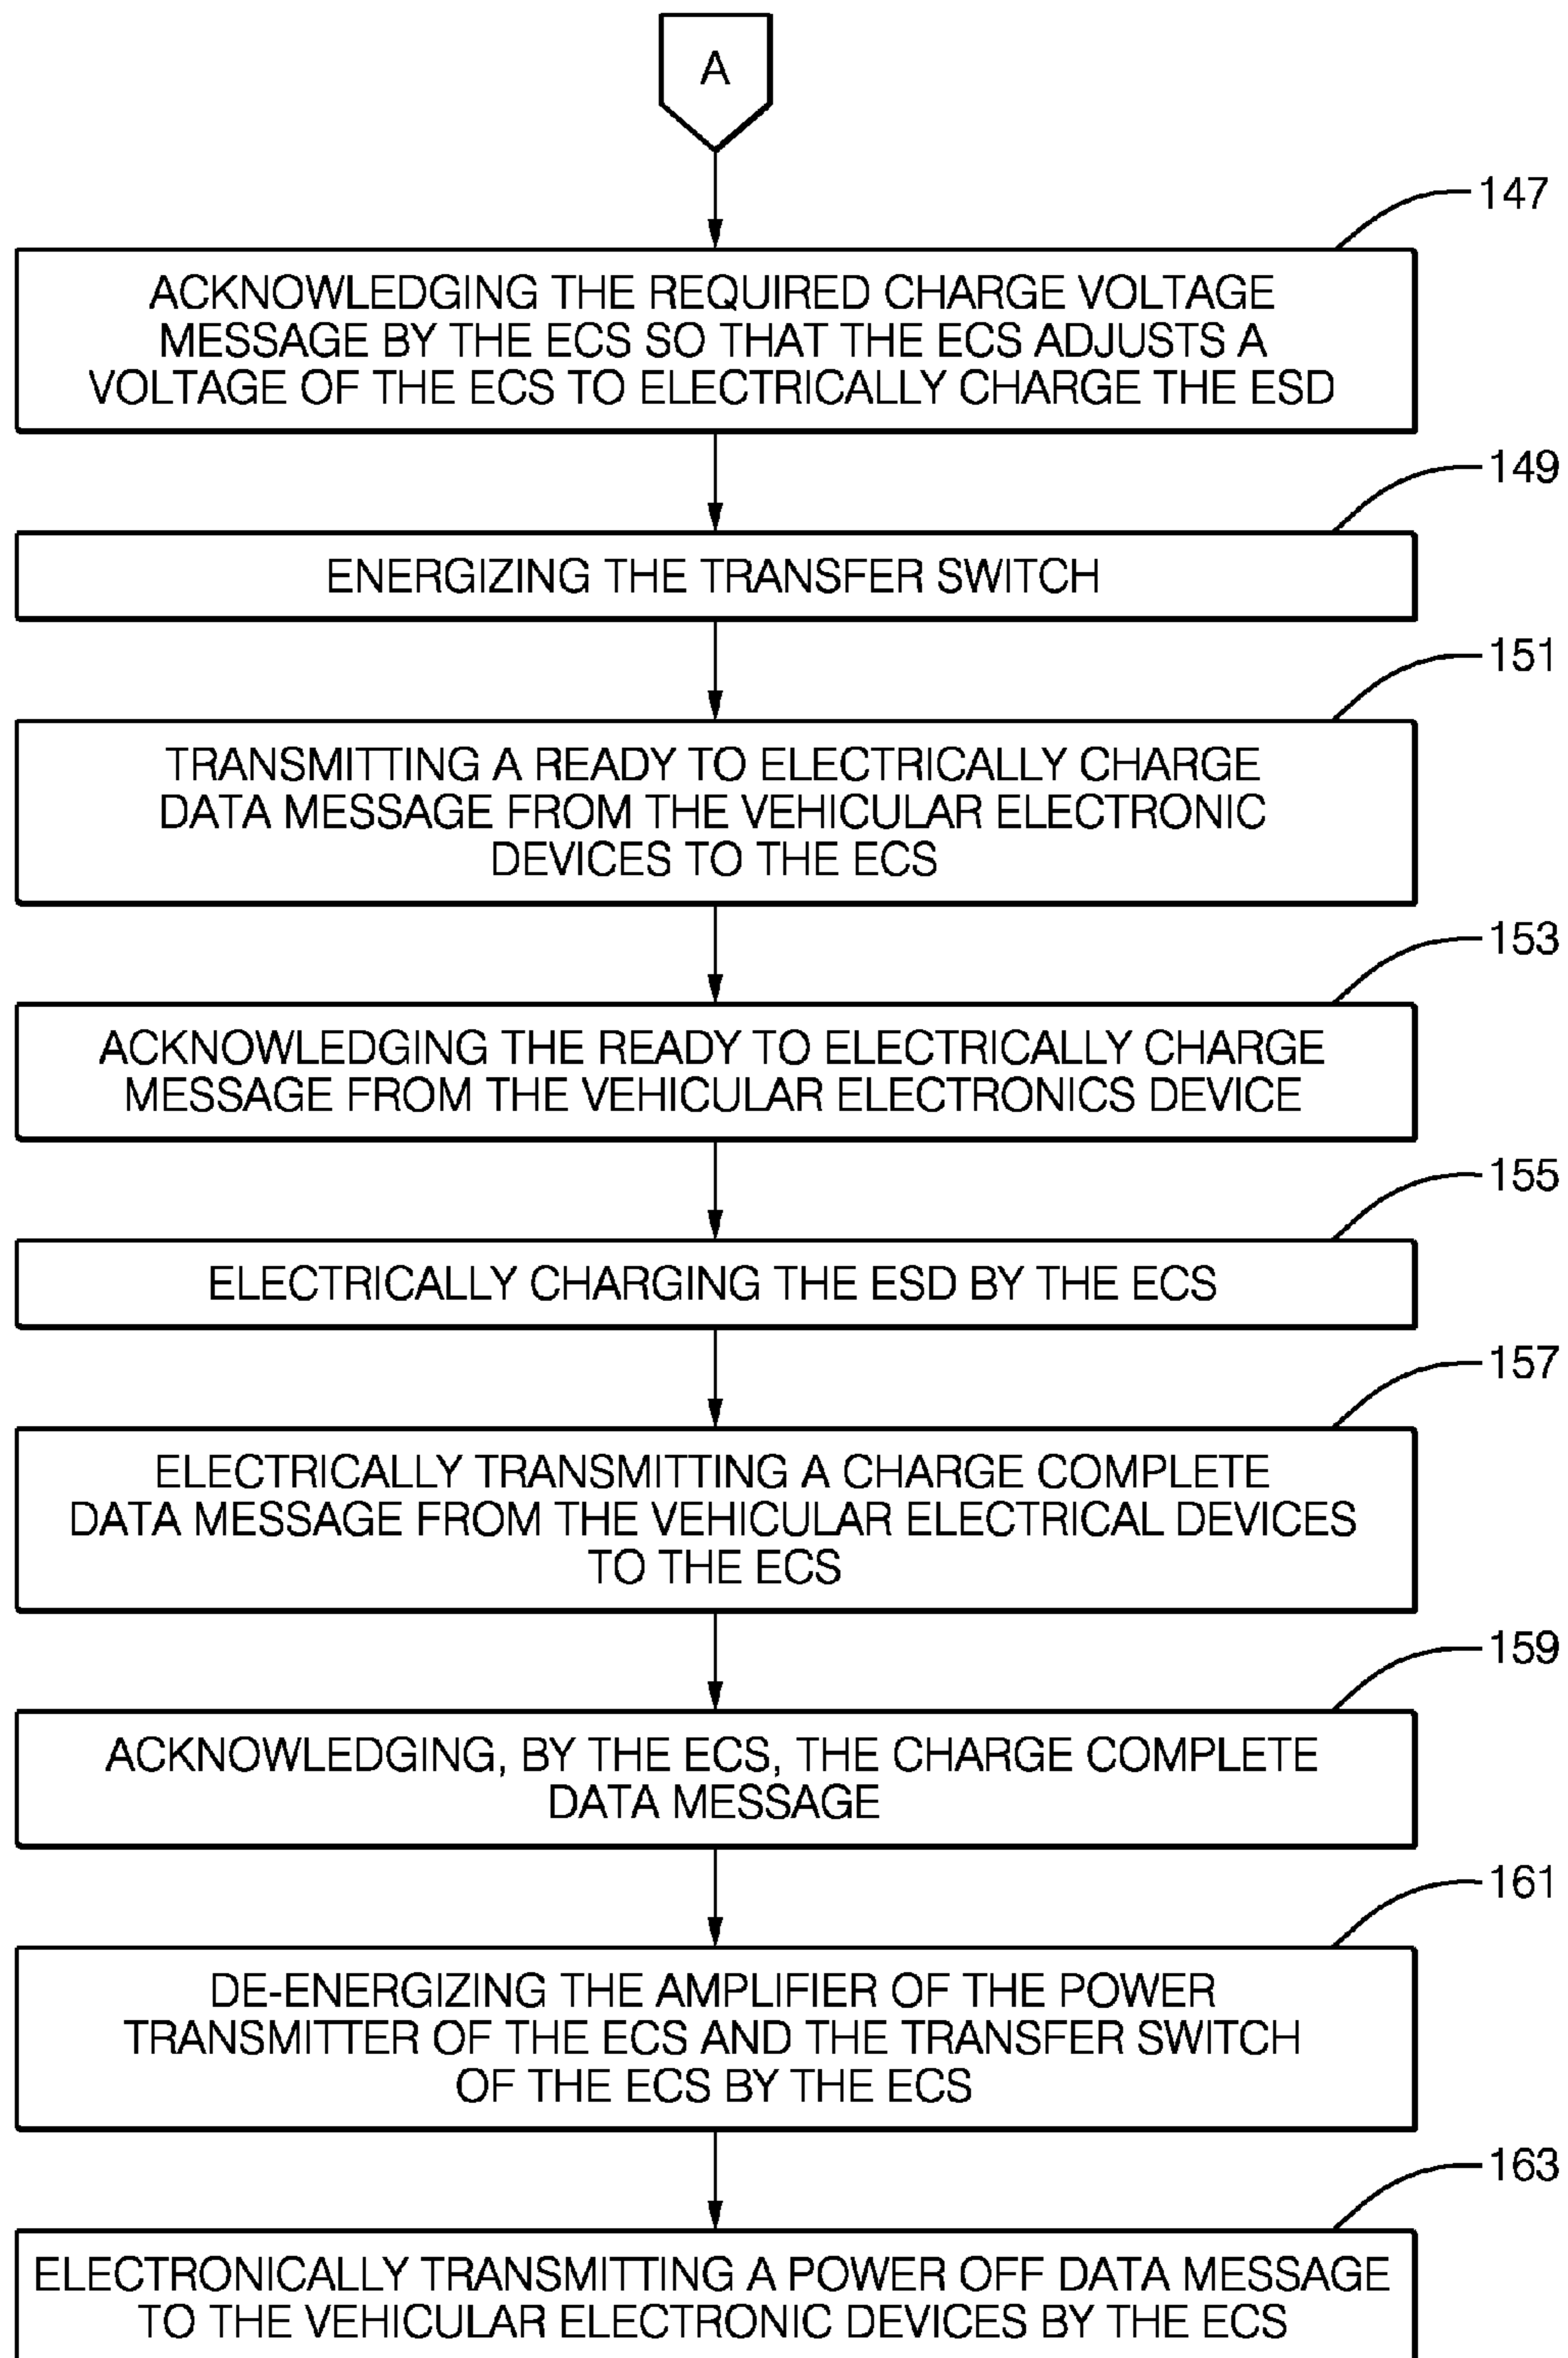 A
147
ACKNOWLEDGING THE REQUIRED CHARGE VOLTAGE
MESSAGE BY THE ECS SO THAT THE ECS ADJUSTS A
VOLTAGE OF THE ECS TO ELECTRICALLY CHARGE THE ESD
149
ENERGIZING THE TRANSFER SWITCH
151
TRANSMITTING A READY TO ELECTRICALLY CHARGE
DATA MESSAGE FROM THE VEHICULAR ELECTRONIC
DEVICES TO THE ECS
153
ACKNOWLEDGING THE READY TO ELECTRICALLY CHARGE
MESSAGE FROM THE VEHICULAR ELECTRONICS DEVICE
155
ELECTRICALLY CHARGING THE ESD BY THE ECS
157
ELECTRICALLY TRANSMITTING A CHARGE COMPLETE
DATA MESSAGE FROM THE VEHICULAR ELECTRICAL DEVICES
TO THE ECS
159
ACKNOWLEDGING, BY THE ECS, THE CHARGE COMPLETE
DATA MESSAGE
161
DE-ENERGIZING THE AMPLIFIER OF THE POWER
TRANSMITTER OF THE ECS AND THE TRANSFER SWITCH
OF THE ECS BY THE ECS
163
ELECTRONICALLY TRANSMITTING A POWER OFF DATA MESSAGE
TO THE VEHICULAR ELECTRONIC DEVICES BY THE ECS